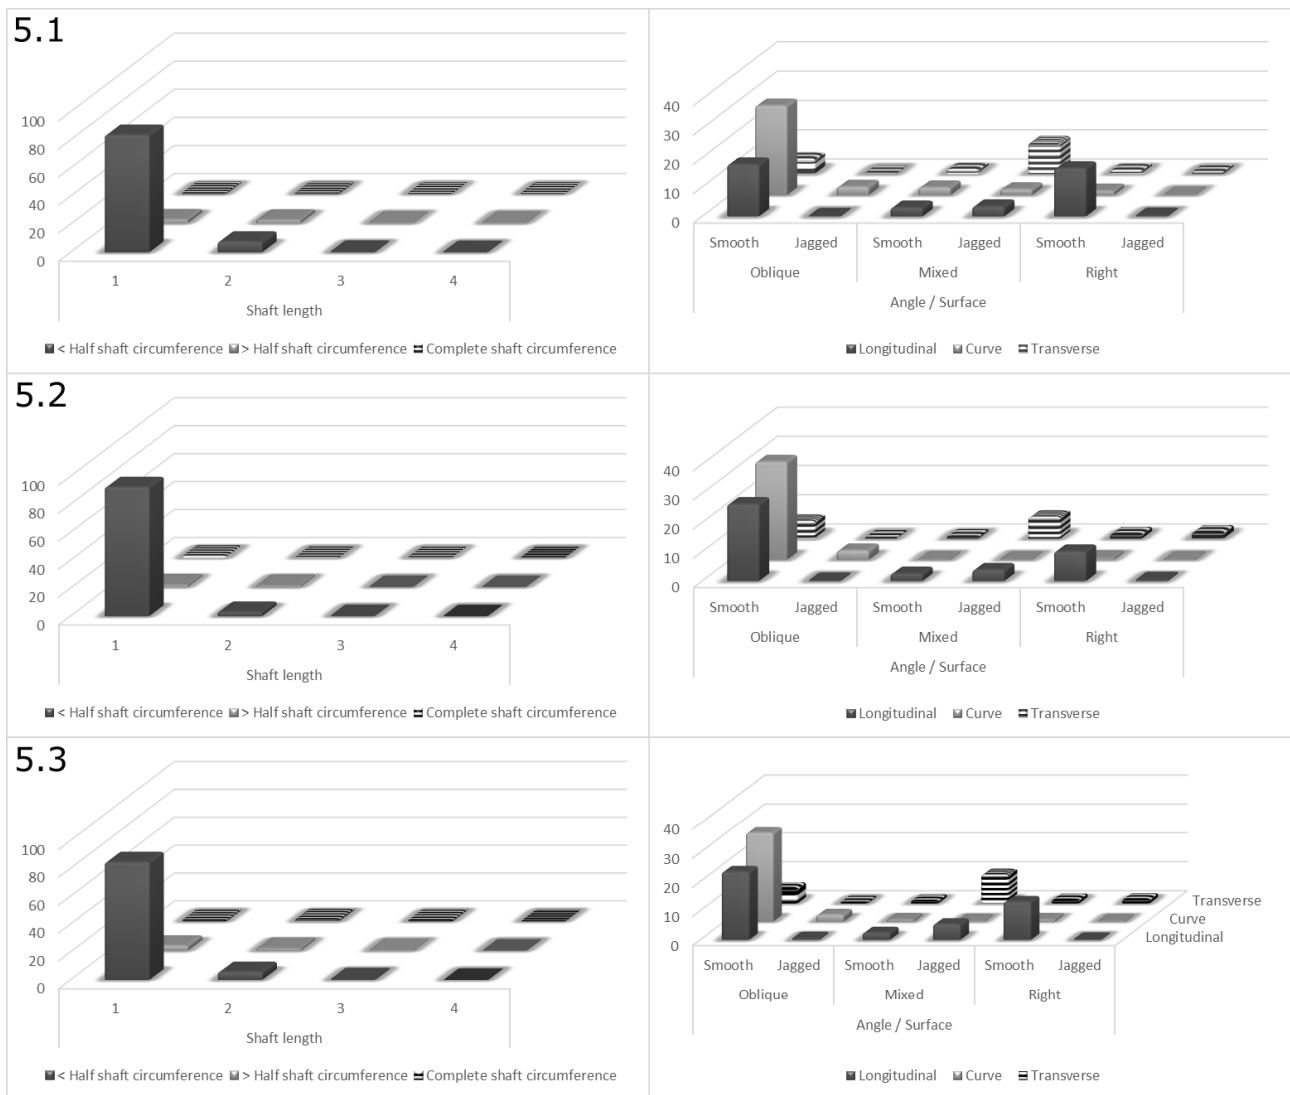 5.1
100
80
60
40
20
0
1 2 3 4
Shaft length
< Half shaft circumference > Half shaft circumference Complete shaft circumference
40
30
20
10
0
Smooth Jagged Smooth Jagged Smooth Jagged
Oblique Mixed Right
Angle / Surface
Longitudinal Curve Transverse
5.2
100
80
60
40
20
0
1 2 3 4
Shaft length
< Half shaft circumference > Half shaft circumference Complete shaft circumference
40
30
20
10
0
Smooth Jagged Smooth Jagged Smooth Jagged
Oblique Mixed Right
Angle / Surface
Longitudinal Curve Transverse
5.3
100
80
60
40
20
0
1 2 3 4
Shaft length
< Half shaft circumference > Half shaft circumference Complete shaft circumference
40
30
20
10
0
Transverse
Curve
Longitudinal
Smooth Jagged Smooth Jagged Smooth Jagged
Oblique Mixed Right
Angle / Surface
Longitudinal Curve Transverse